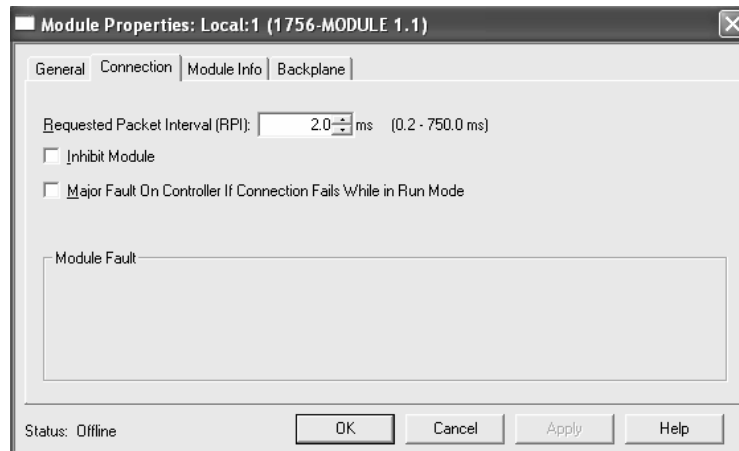 Module Properties: Local:1 (1756-MODULE 1.1)
General Connection Module Info Backplane
Requested Packet Interval (RPI): 2.0 ms (0.2 - 750.0 ms)
Inhibit Module
Major Fault On Controller If Connection Fails While in Run Mode
Module Fault
Status: Offline OK Cancel Apply Help